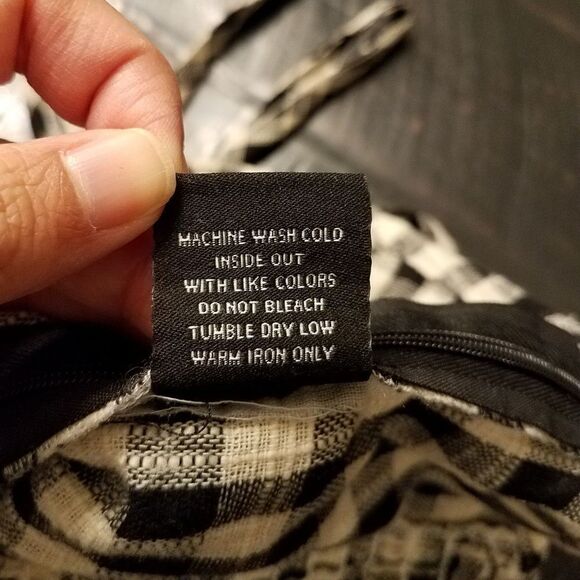 MACHINE WASH COLD
INSIDE OUT
WITH LIKE COLORS
DO NOT BLEACH
TUMBLE DRY LOW
WARM IRON ONLY